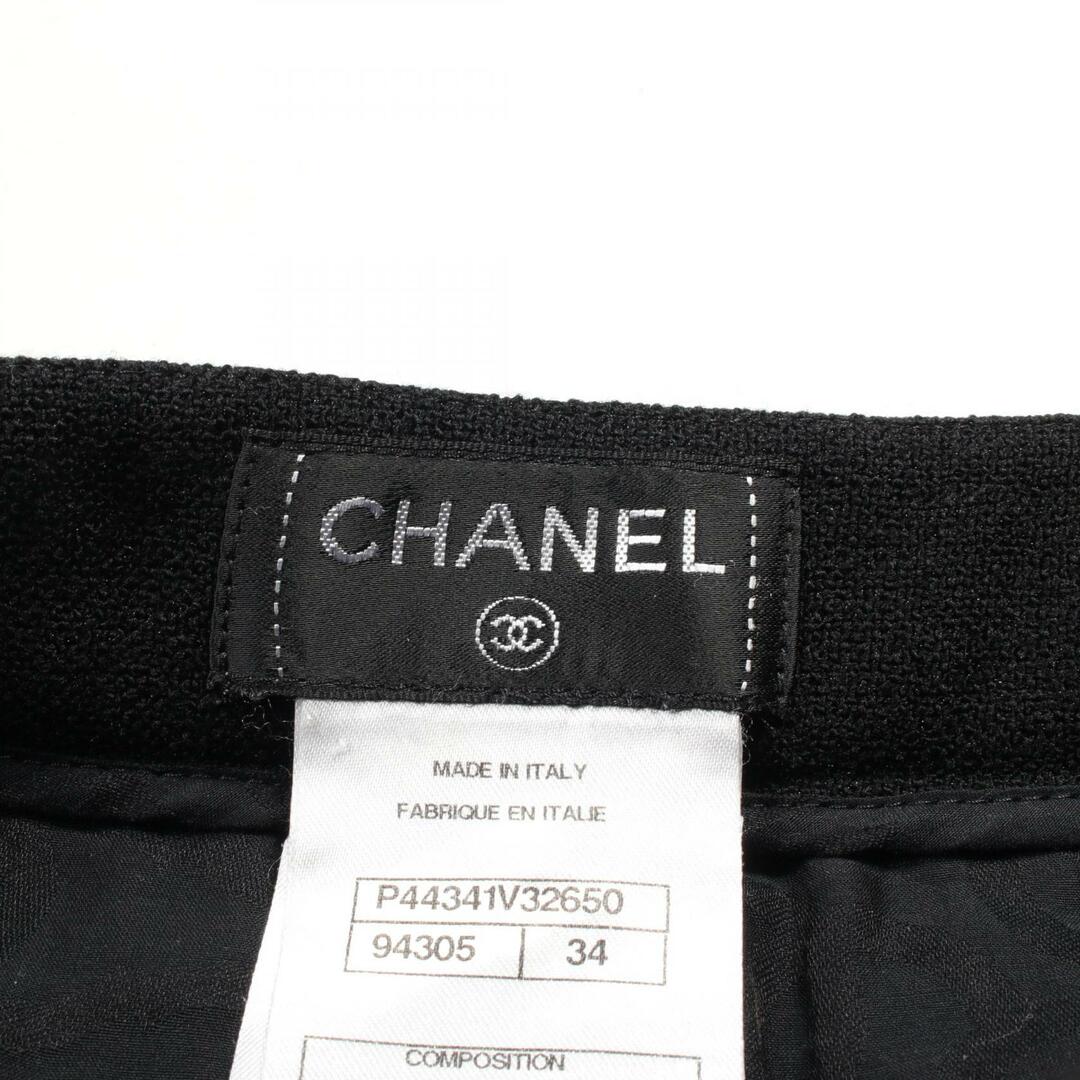 CHANEL
MADE IN ITALY
FABRIQUE EN ITALIE
P44341V32650
94305 34
COMPOSITION